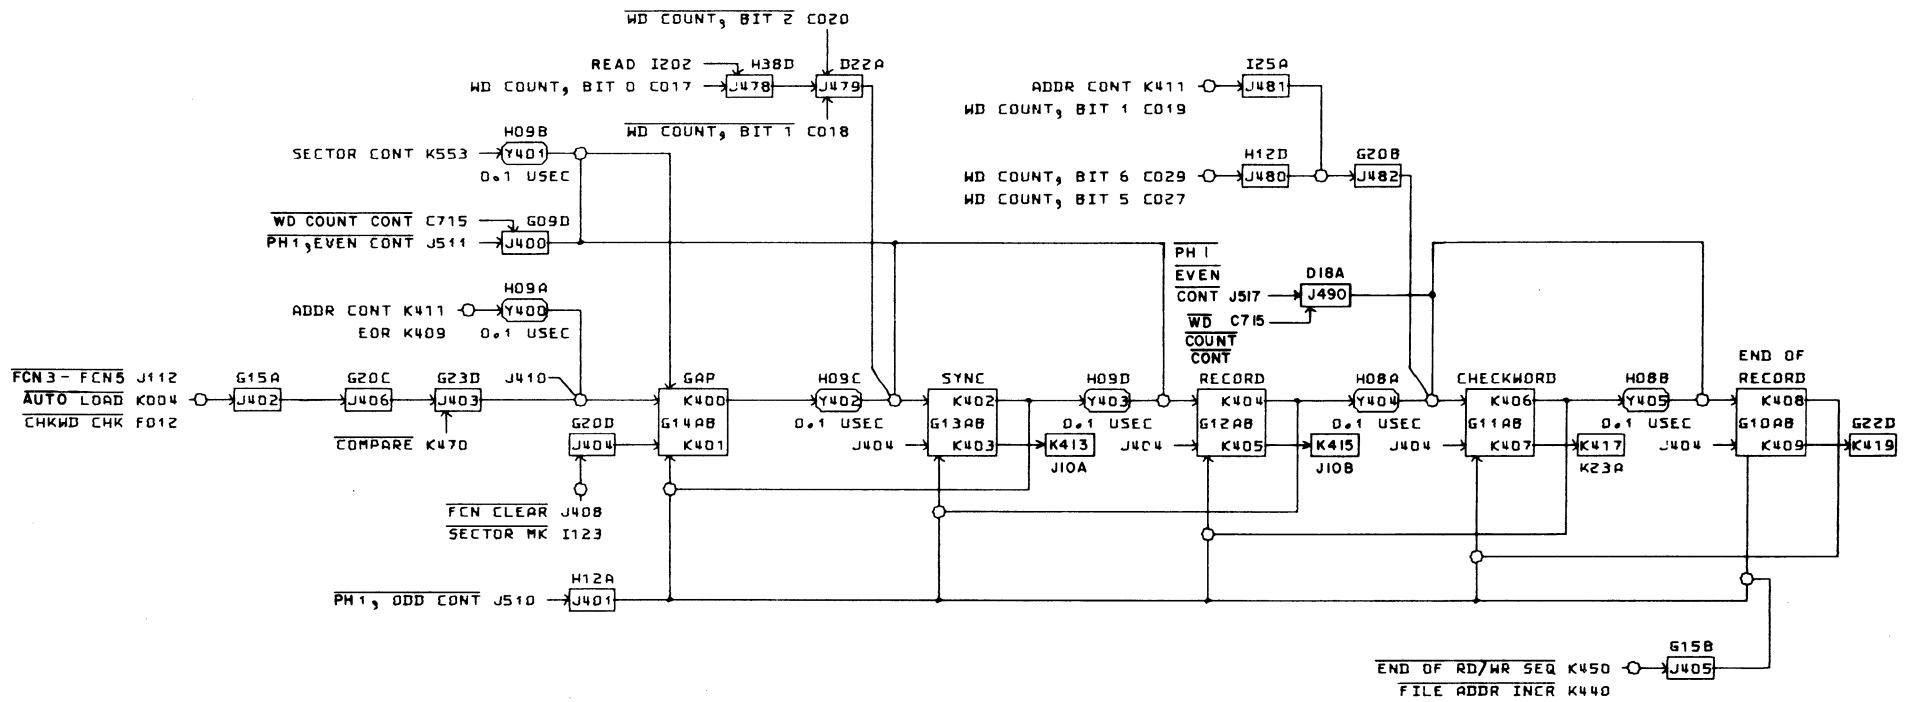 WD COUNT, BIT 2 C020
READ I202 H38D D22A
WD COUNT, BIT 0 C017 J478 J479
WD COUNT, BIT 1 C018
I25A
ADDR CONT K411 J481
WD COUNT, BIT 1 C019
H09B
SECTOR CONT K553 Y401
0.1 USEC
H12D G20B
WD COUNT, BIT 6 C029 J480 J482
WD COUNT, BIT 5 C027
WD COUNT CONT C715 G09D
PH1,EVEN CONT J511 J400
PH 1
EVEN
CONT J517
D18A
J490
WD C715
COUNT
CONT
H09A
ADDR CONT K411 Y400
EOR K409 0.1 USEC
FCN3 - FCN5 J112
AUTO LOAD K004
CHKWD CHK F012
G15A G20C G23D J410
J402 J406 J403
COMPARE K470
GAP
K400
G14AB
K401
G20D
J404
FCN CLEAR J408
SECTOR MK I123
H09C
Y402
0.1 USEC
SYNC
K402
G13AB
J404 K403 K413
J10A
H09D
Y403
0.1 USEC
RECORD
K404
G12AB
J404 K405 K415
J10B
H08A
Y404
0.1 USEC
CHECKWORD
K406
G11AB
J404 K407 K417
K23A
H08B
Y405
0.1 USEC
END OF
RECORD
K408
G10AB G22D
J404 K409 K419
H12A
PH1, ODD CONT J510 J401
G15B
END OF RD/WR SEQ K450 J405
FILE ADDR INCR K440